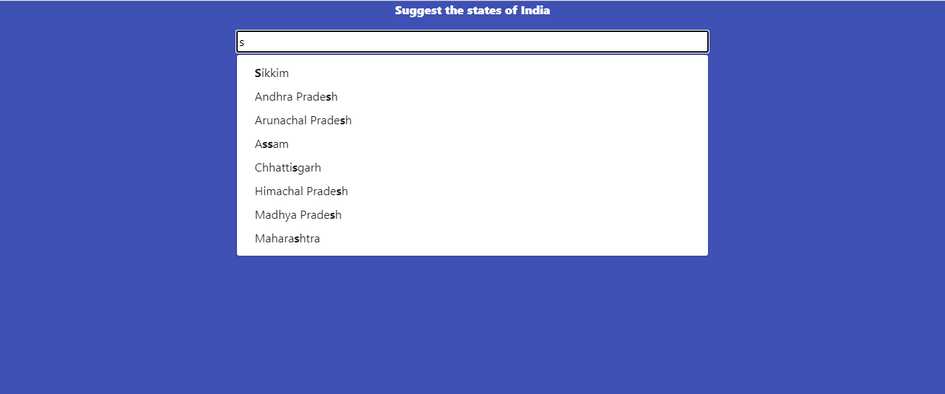 Suggest the states of India
s
Sikkim
Andhra Pradesh
Arunachal Pradesh
Assam
Chhattisgarh
Himachal Pradesh
Madhya Pradesh
Maharashtra